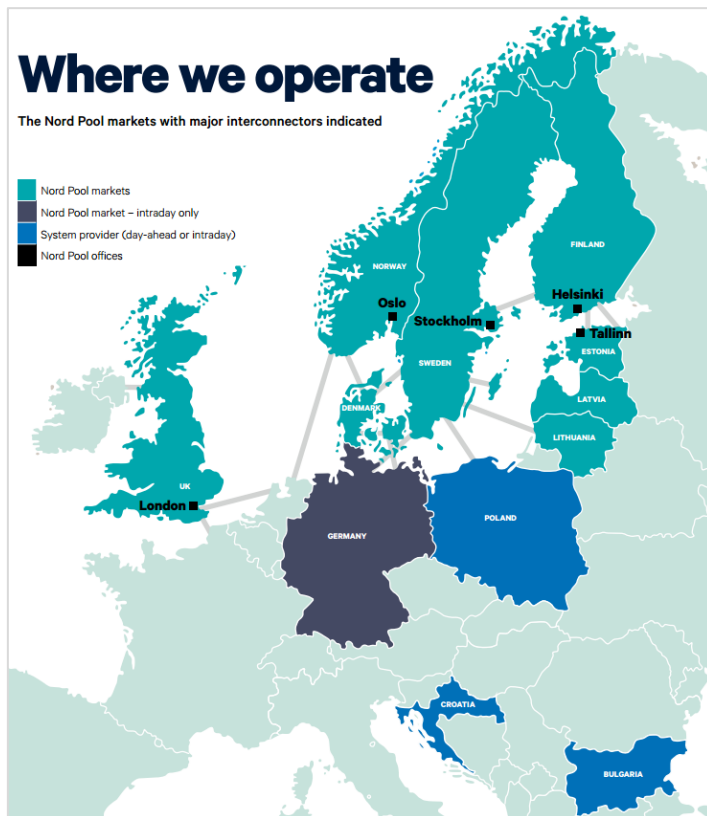 Where we operate
The Nord Pool markets with major interconnectors indicated
Nord Pool markets
Nord Pool market – intraday only
System provider (day-ahead or intraday)
Nord Pool offices
FINLAND
NORWAY
Helsinki
Oslo
Stockholm
Tallinn
ESTONIA
SWEDEN
LATVIA
DENMARK
LITHUANIA
UK
London
POLAND
GERMANY
CROATIA
BULGARIA